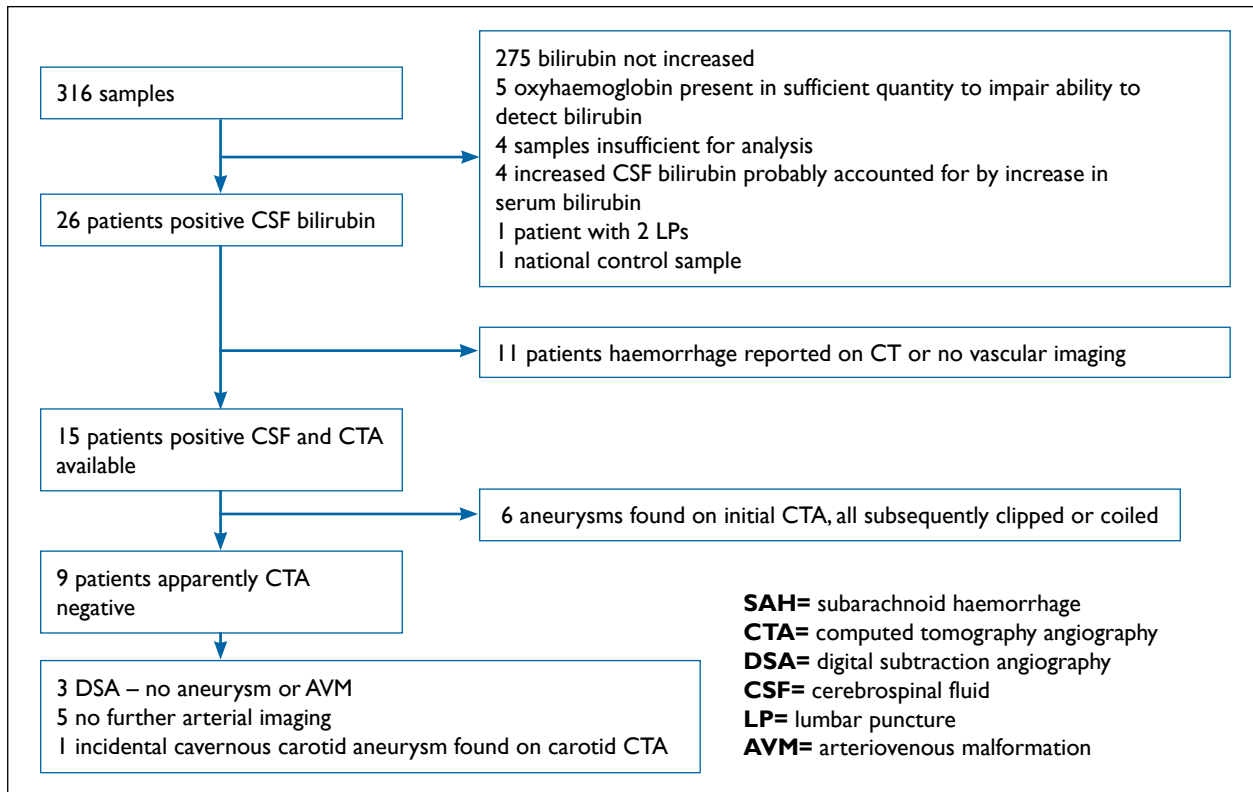 316 samples
275 bilirubin not increased
5 oxyhaemoglobin present in sufficient quantity to impair ability to
detect bilirubin
4 samples insufficient for analysis
4 increased CSF bilirubin probably accounted for by increase in
serum bilirubin
1 patient with 2 LPs
1 national control sample
26 patients positive CSF bilirubin
11 patients haemorrhage reported on CT or no vascular imaging
15 patients positive CSF and CTA
available
6 aneurysms found on initial CTA, all subsequently clipped or coiled
9 patients apparently CTA
negative
3 DSA – no aneurysm or AVM
5 no further arterial imaging
1 incidental cavernous carotid aneurysm found on carotid CTA
SAH= subarachnoid haemorrhage
CTA= computed tomography angiography
DSA= digital subtraction angiography
CSF= cerebrospinal fluid
LP= lumbar puncture
AVM= arteriovenous malformation